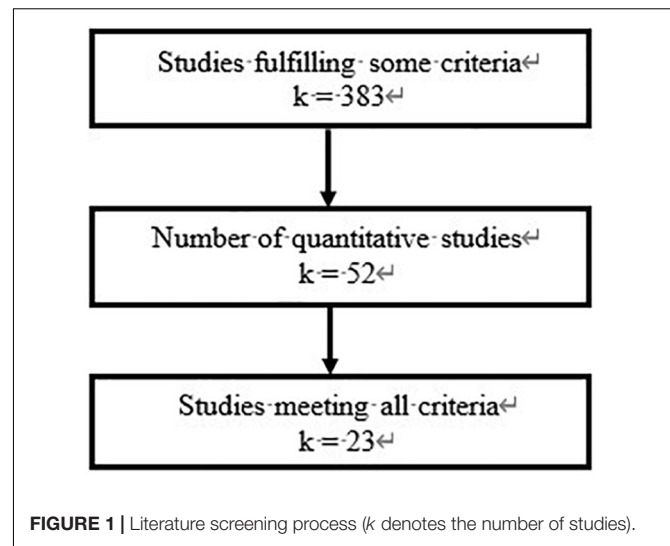 Studies fulfilling some criteria↵
k = 383↵
Number of quantitative studies↵
k = 52↵
Studies meeting all criteria↵
k = 23↵
FIGURE 1 | Literature screening process (k denotes the number of studies).